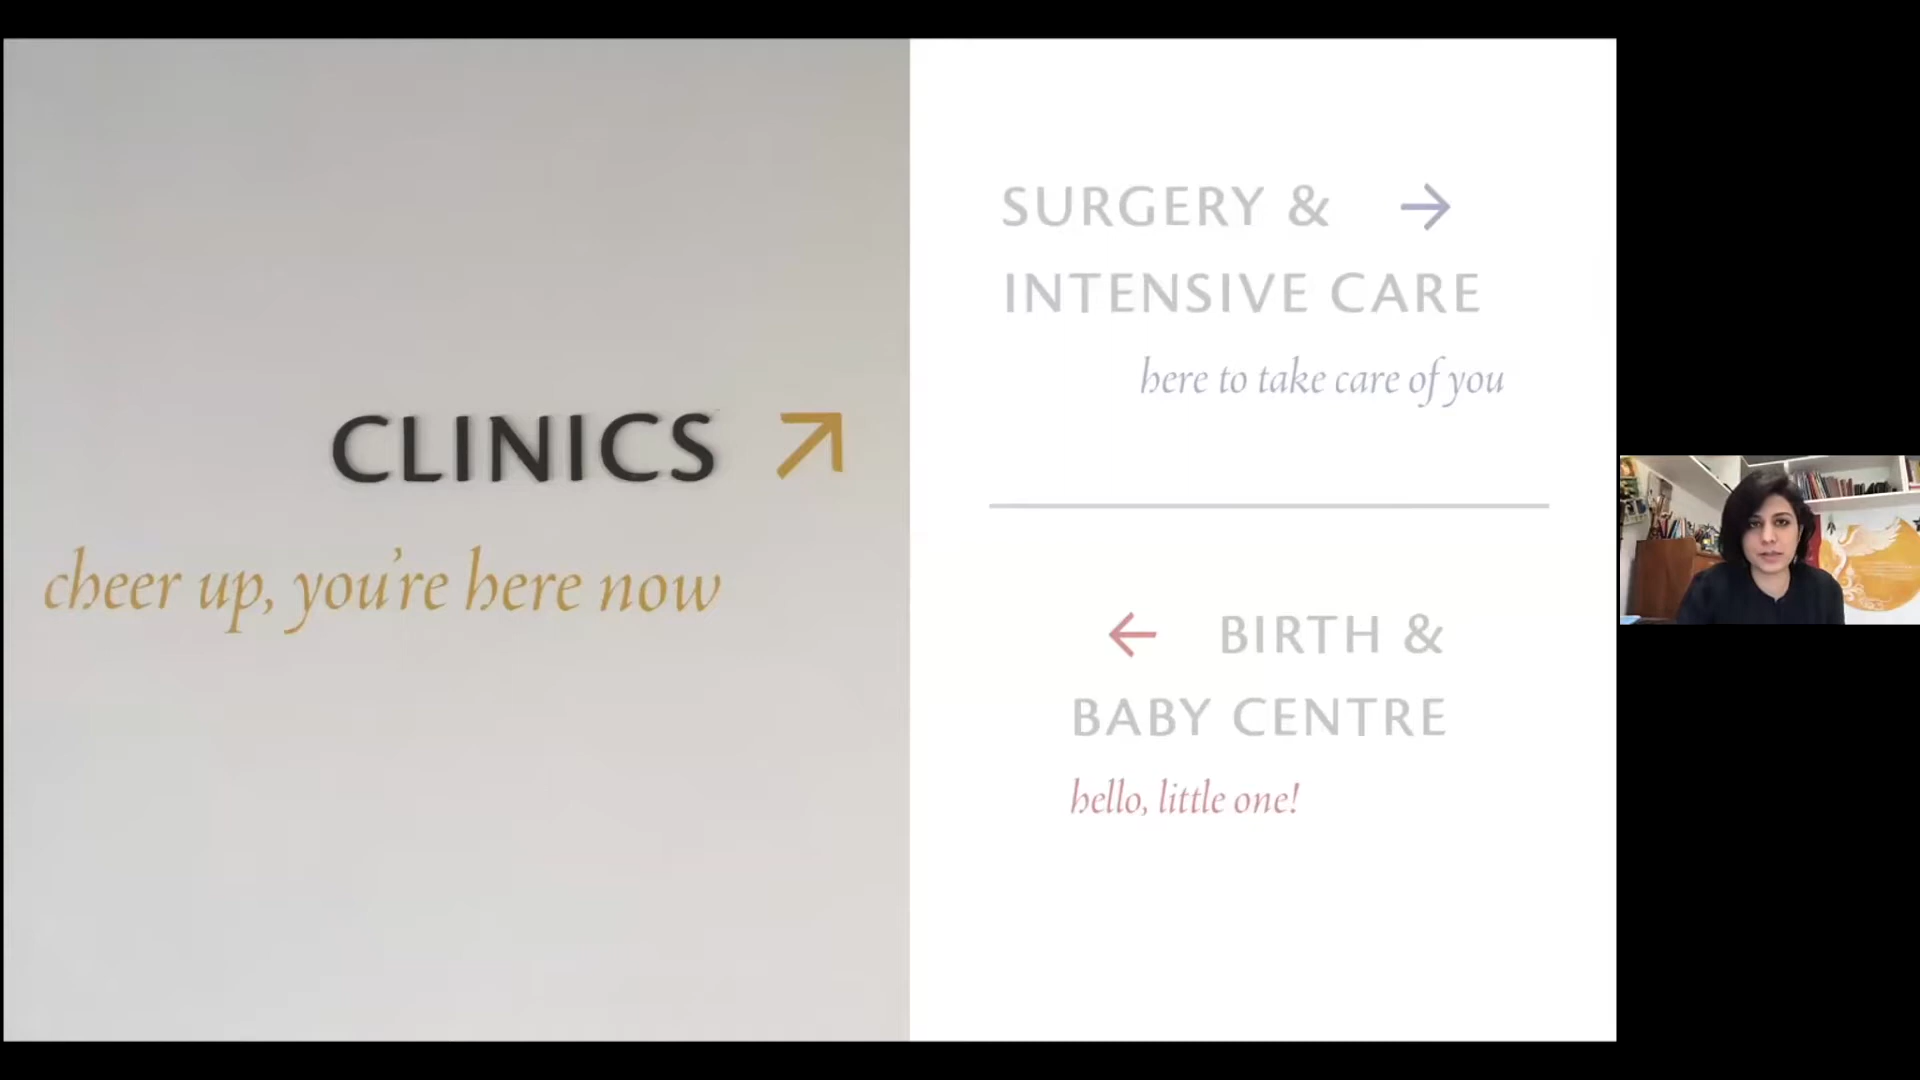 CLINICS ↗
cheer up, you're here now
SURGERY & →
INTENSIVE CARE
here to take care of you
← BIRTH &
BABY CENTRE
hello, little one!